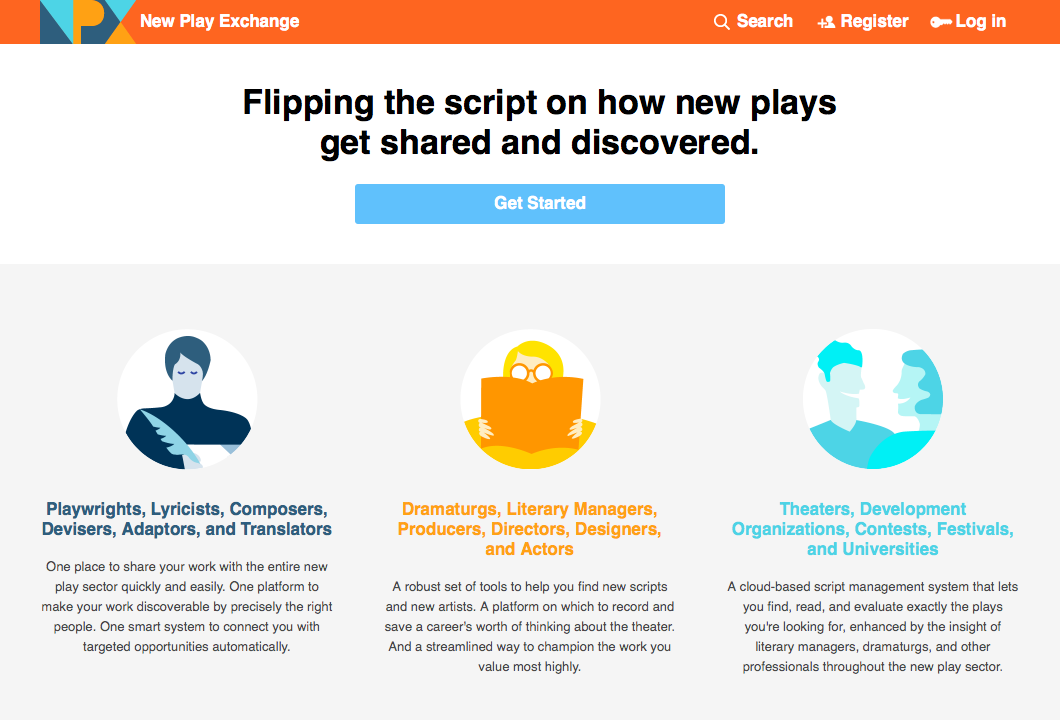 NPX New Play Exchange Search Register Log in
Flipping the script on how new plays
get shared and discovered.
Get Started
Playwrights, Lyricists, Composers,
Devisers, Adaptors, and Translators
One place to share your work with the entire new
play sector quickly and easily. One platform to
make your work discoverable by precisely the right
people. One smart system to connect you with
targeted opportunities automatically.
Dramaturgs, Literary Managers,
Producers, Directors, Designers,
and Actors
A robust set of tools to help you find new scripts
and new artists. A platform on which to record and
save a career's worth of thinking about the theater.
And a streamlined way to champion the work you
value most highly.
Theaters, Development
Organizations, Contests, Festivals,
and Universities
A cloud-based script management system that lets
you find, read, and evaluate exactly the plays
you're looking for, enhanced by the insight of
literary managers, dramaturgs, and other
professionals throughout the new play sector.